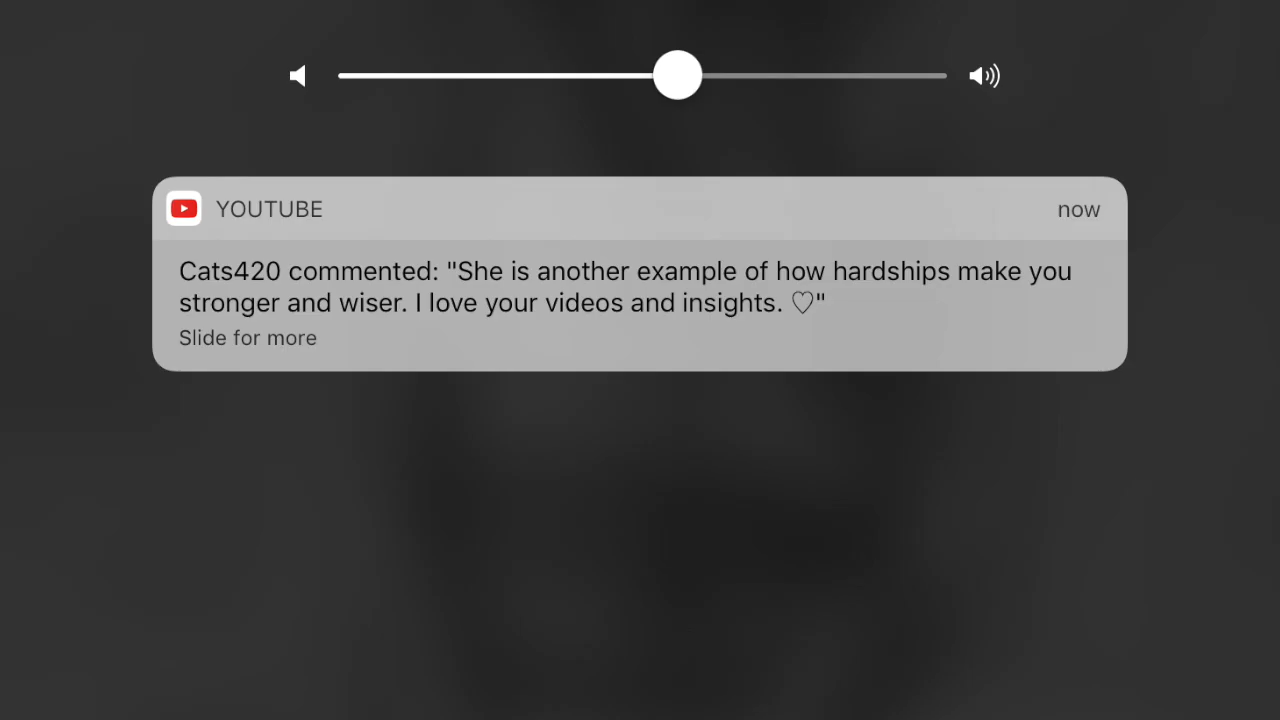 YOUTUBE now
Cats420 commented: "She is another example of how hardships make you
stronger and wiser. I love your videos and insights. ♡"
Slide for more